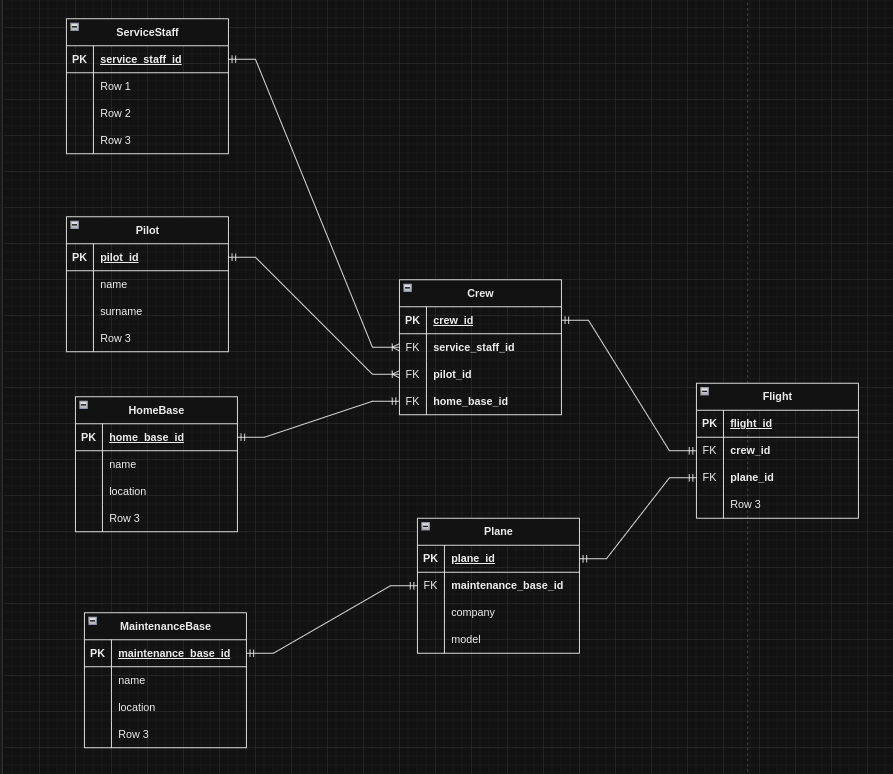 ServiceStaff
PK service_staff_id
Row 1
Row 2
Row 3
Pilot
PK pilot_id
name
surname
Row 3
HomeBase
PK home_base_id
name
location
Row 3
MaintenanceBase
PK maintenance_base_id
name
location
Row 3
Crew
PK crew_id
FK service_staff_id
FK pilot_id
FK home_base_id
Plane
PK plane_id
FK maintenance_base_id
company
model
Flight
PK flight_id
FK crew_id
FK plane_id
Row 3